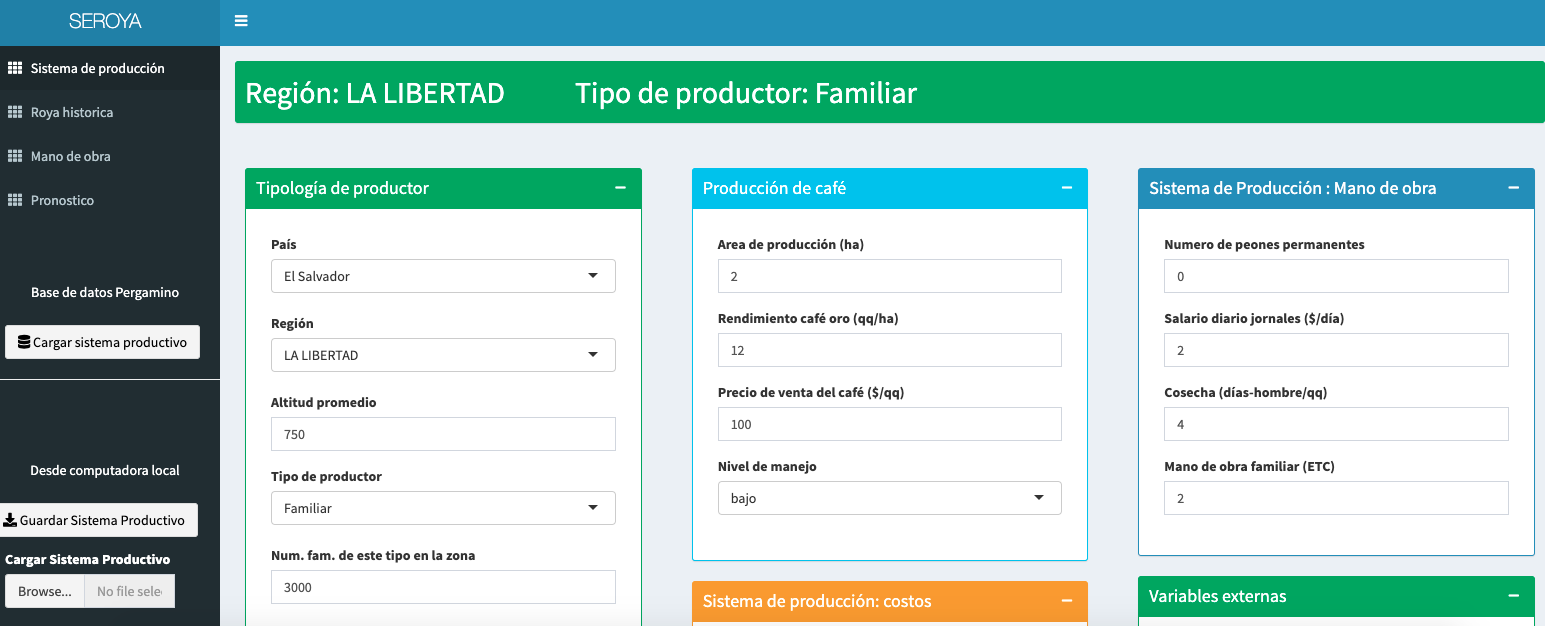 SEROYA
Sistema de producción
Roya historica
Mano de obra
Pronostico
Base de datos Pergamino
Cargar sistema productivo
Desde computadora local
Guardar Sistema Productivo
Cargar Sistema Productivo
Browse... No file sele
Región: LA LIBERTAD Tipo de productor: Familiar
Tipología de productor
País
El Salvador
Región
LA LIBERTAD
Altitud promedio
750
Tipo de productor
Familiar
Num. fam. de este tipo en la zona
3000
Producción de café
Area de producción (ha)
2
Rendimiento café oro (qq/ha)
12
Precio de venta del café ($/qq)
100
Nivel de manejo
bajo
Sistema de producción: costos
Sistema de Producción : Mano de obra
Numero de peones permanentes
0
Salario diario jornales ($/día)
2
Cosecha (días-hombre/qq)
4
Mano de obra familiar (ETC)
2
Variables externas